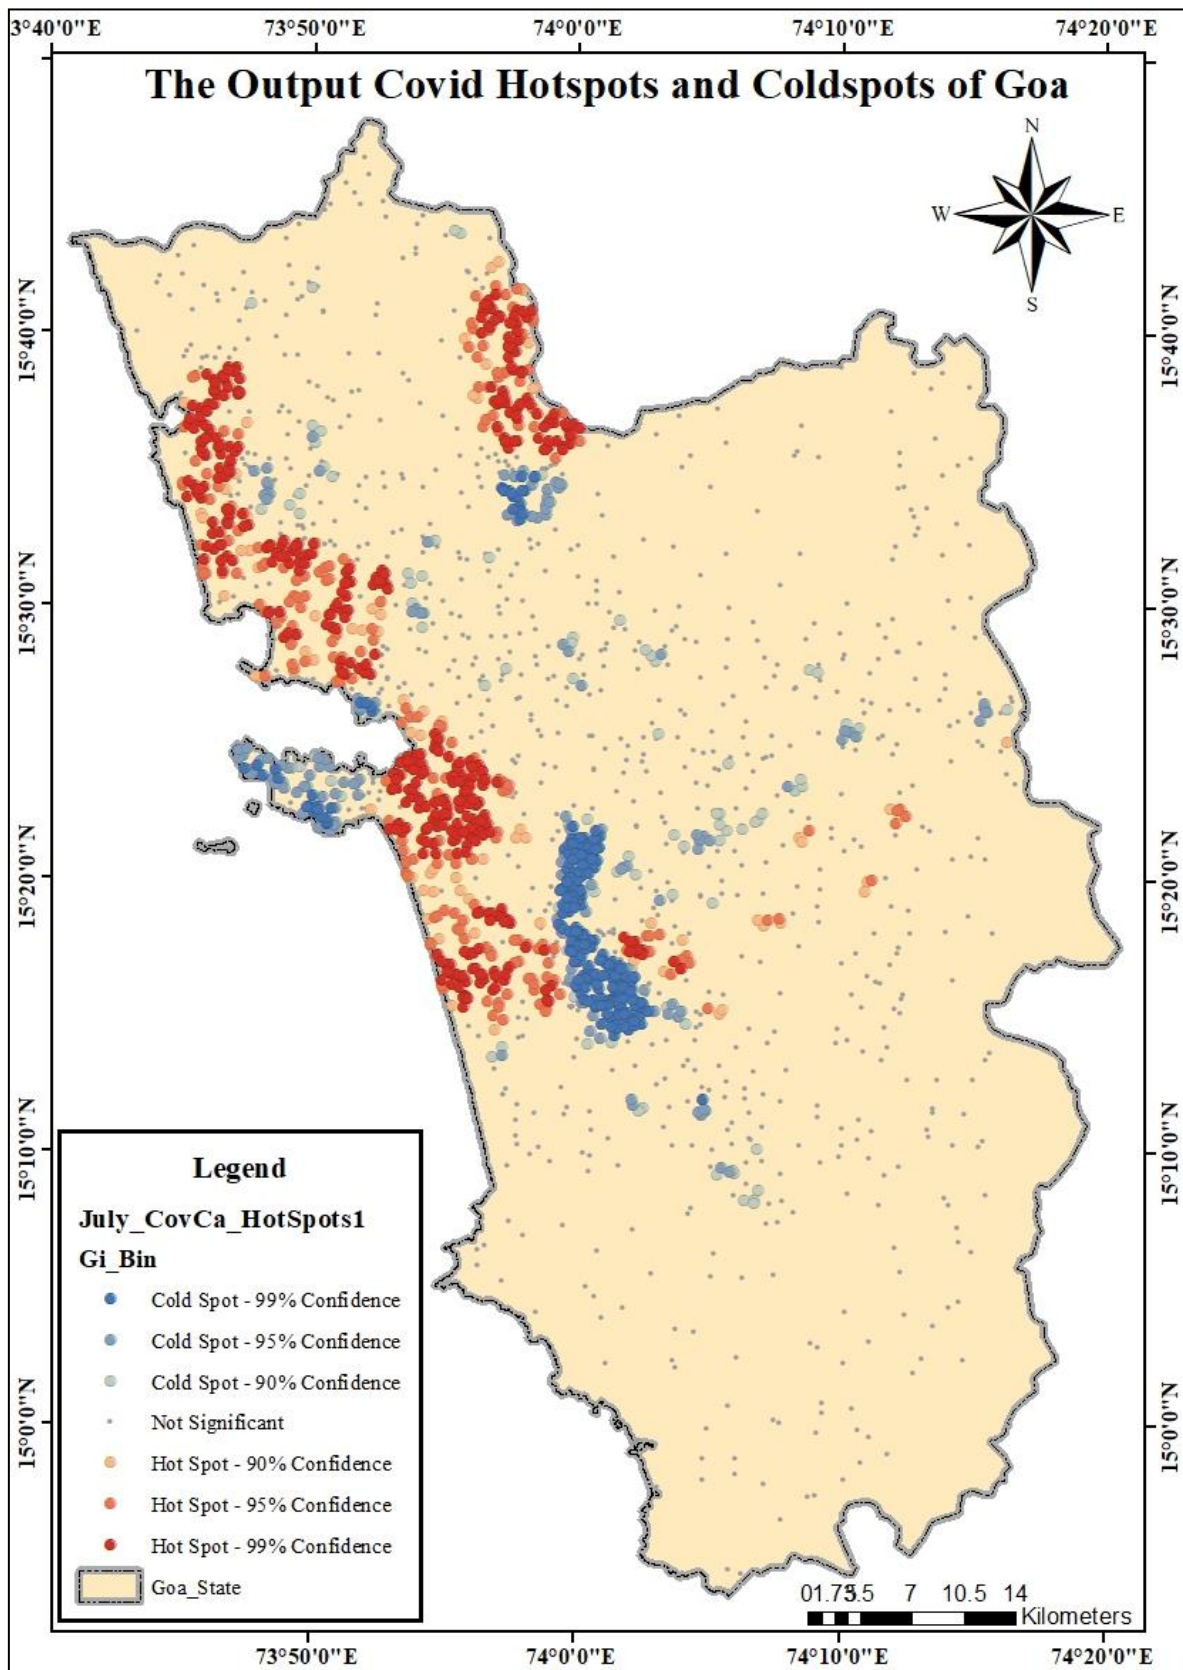 3°40'0"E 73°50'0"E 74°0'0"E 74°10'0"E 74°20'0"E
The Output Covid Hotspots and Coldspots of Goa
N
W E
S
15°40'0"N 15°40'0"N
15°30'0"N 15°30'0"N
15°20'0"N 15°20'0"N
15°10'0"N 15°10'0"N
15°0'0"N 15°0'0"N
Legend
July_CovCa_HotSpots1
Gi_Bin
Cold Spot - 99% Confidence
Cold Spot - 95% Confidence
Cold Spot - 90% Confidence
Not Significant
Hot Spot - 90% Confidence
Hot Spot - 95% Confidence
Hot Spot - 99% Confidence
Goa_State
0 1.75 3.5 7 10.5 14
Kilometers
73°50'0"E 74°0'0"E 74°10'0"E 74°20'0"E